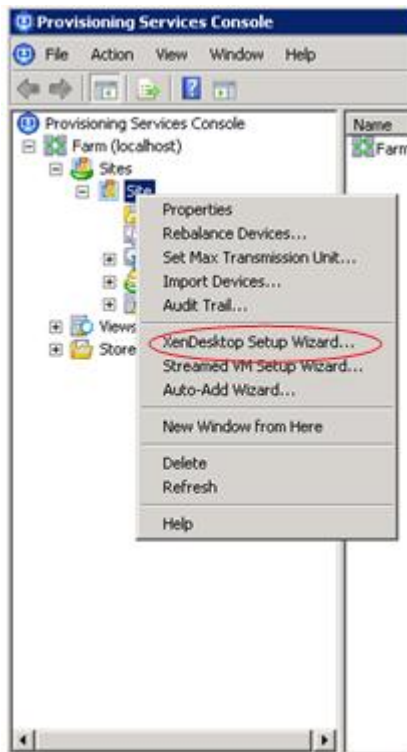 Provisioning Services Console
File Action View Window Help
Provisioning Services Console
Farm (localhost)
Sites
Site
Views
Store
Name
Farm
Properties
Rebalance Devices...
Set Max Transmission Unit...
Import Devices...
Audit Trail...
XenDesktop Setup Wizard...
Streamed VM Setup Wizard...
Auto-Add Wizard...
New Window from Here
Delete
Refresh
Help